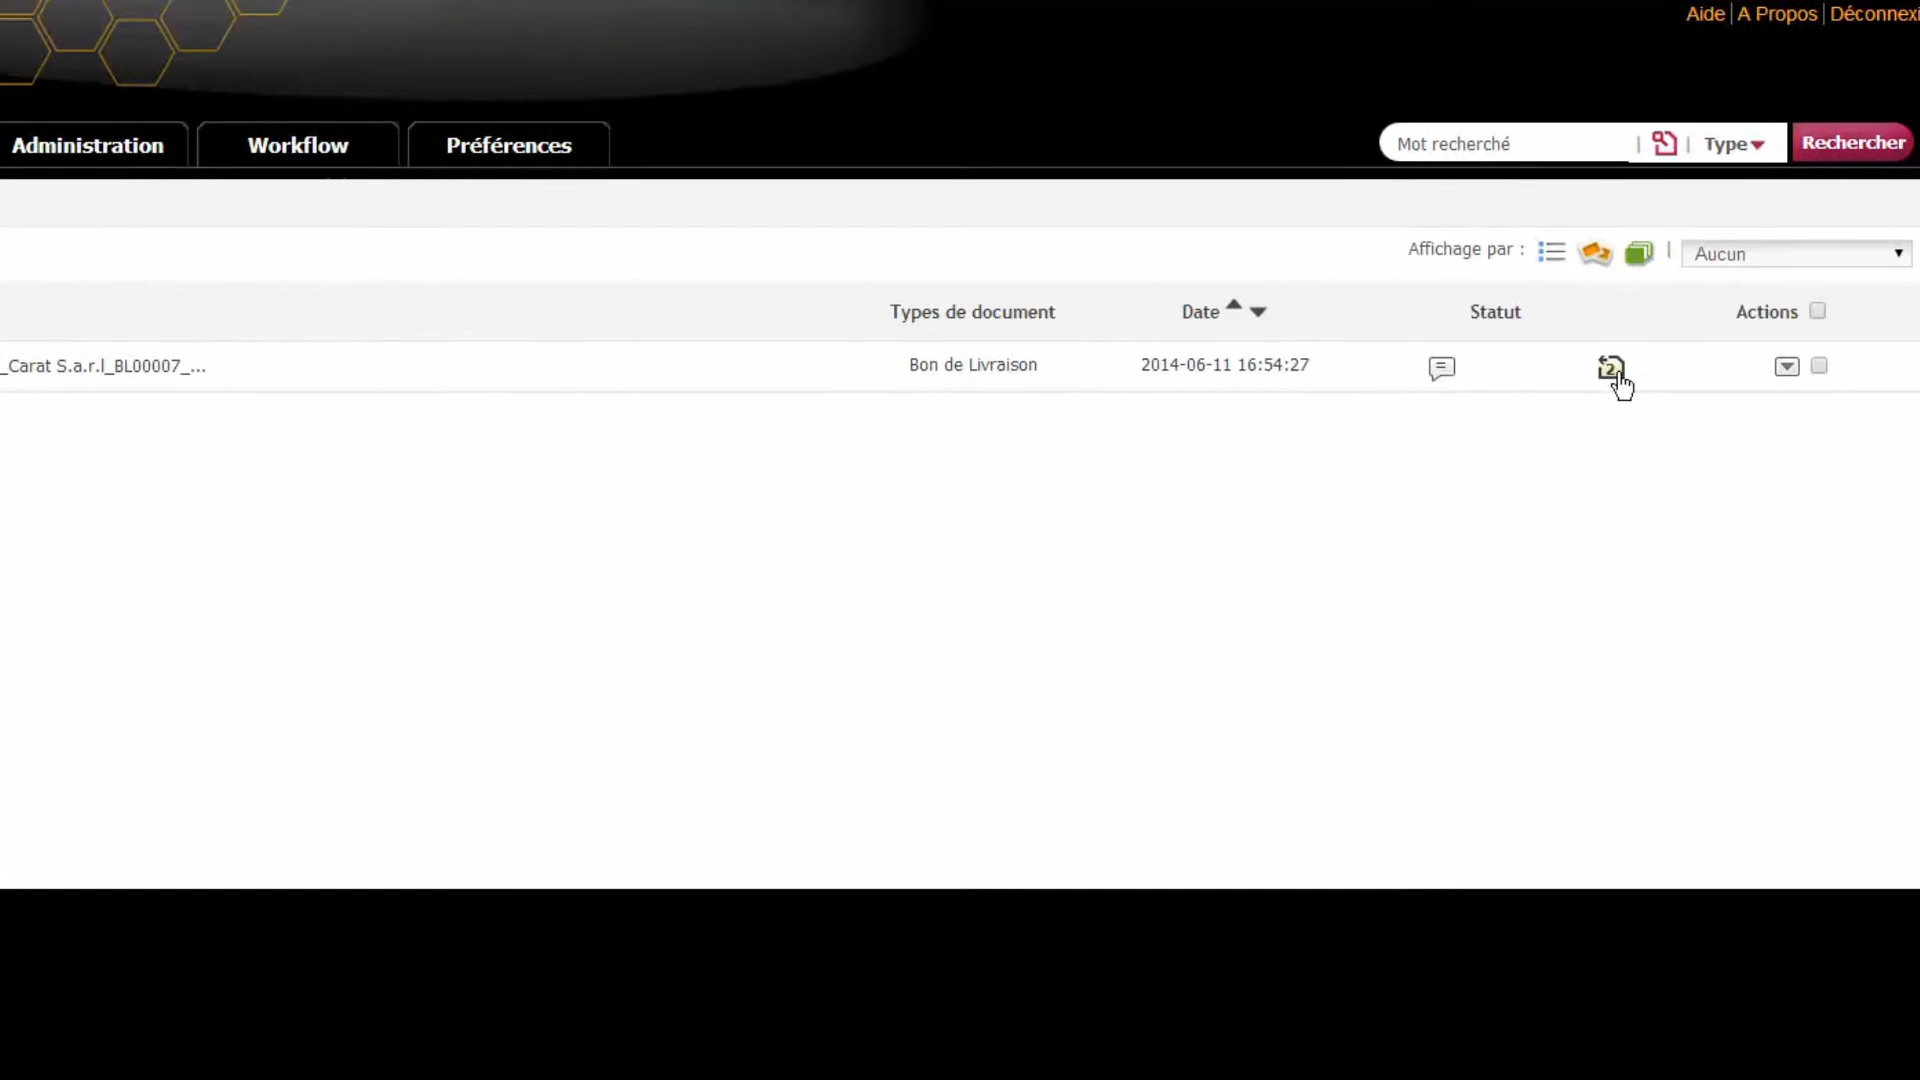 Aide | A Propos | Déconnexi
Administration Workflow Préférences
Mot recherché | | Type Rechercher
Affichage par : | Aucun
Types de document Date Statut Actions
_Carat S.a.r.l_BL00007_... Bon de Livraison 2014-06-11 16:54:27 2